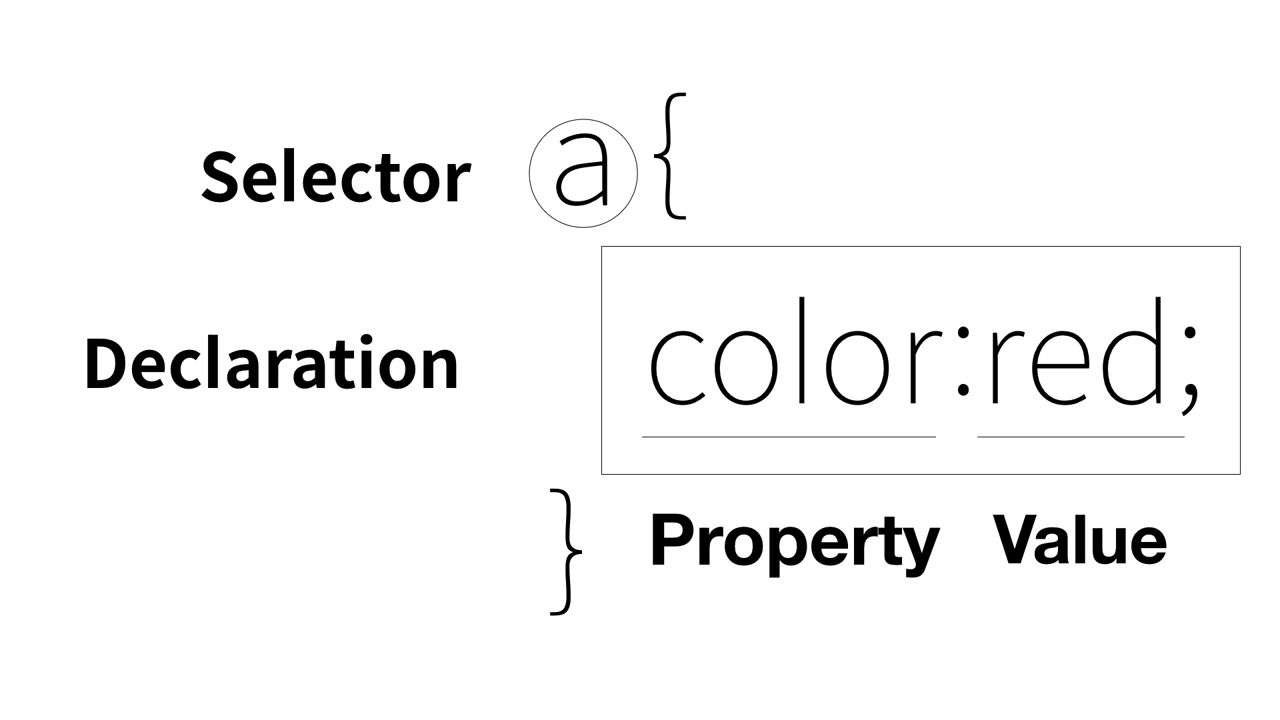 Selector a {
Declaration color:red;
} Property Value